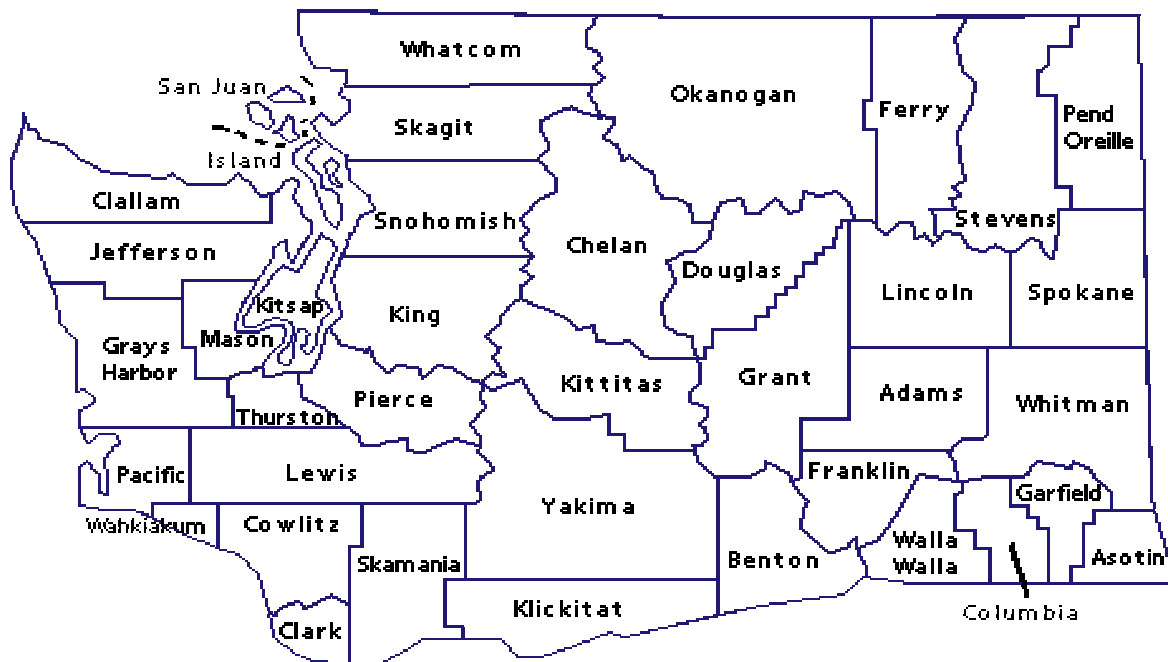 Whatcom
San Juan
Okanogan
Ferry
Pend
Oreille
Skagit
Island
Clallam
Snohomish
Stevens
Jefferson
Chelan
Douglas
Lincoln
Spokane
Kitsap
King
Mason
Grays
Harbor
Kittitas
Grant
Adams
Whitman
Pierce
Thurston
Pacific
Lewis
Franklin
Garfield
Yakima
Wahkiakum
Cowlitz
Walla
Walla
Skamania
Benton
Asotin
Klickitat
Columbia
Clark